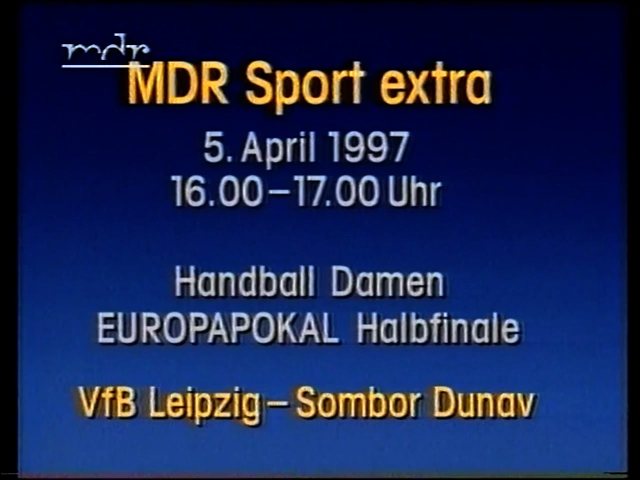 mdr
MDR Sport extra
5. April 1997
16.00–17.00 Uhr
Handball Damen
EUROPAPOKAL Halbfinale
VfB Leipzig – Sombor Dunav